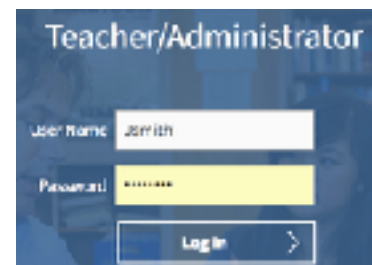 Teacher/Administrator
User Name Jsmith
Password ••••••••
Log In